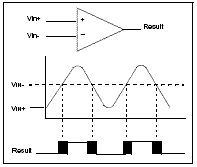 Vin+
+
Result
Vin-
−
VIN-
VIN+
Result